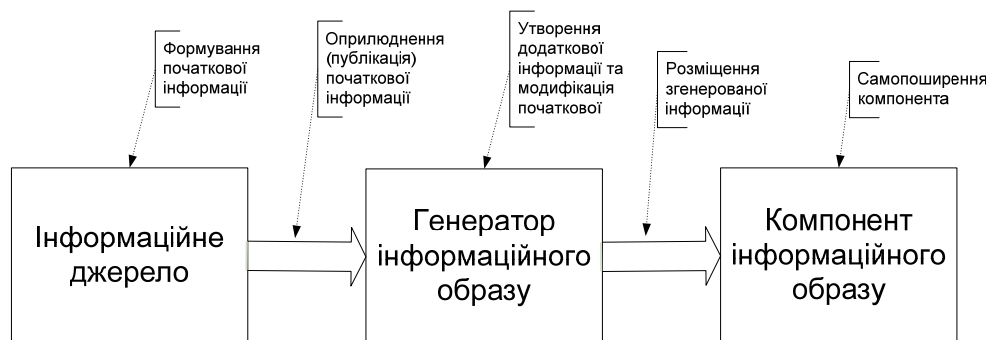 Формування
початкової
інформації
Оприлюднення
(публікація)
початкової
інформації
Утворення
додаткової
інформації та
модифікація
початкової
Розміщення
згенерованої
інформації
Самопоширення
компонента
Інформаційне
джерело
Генератор
інформаційного
образу
Компонент
інформаційного
образу